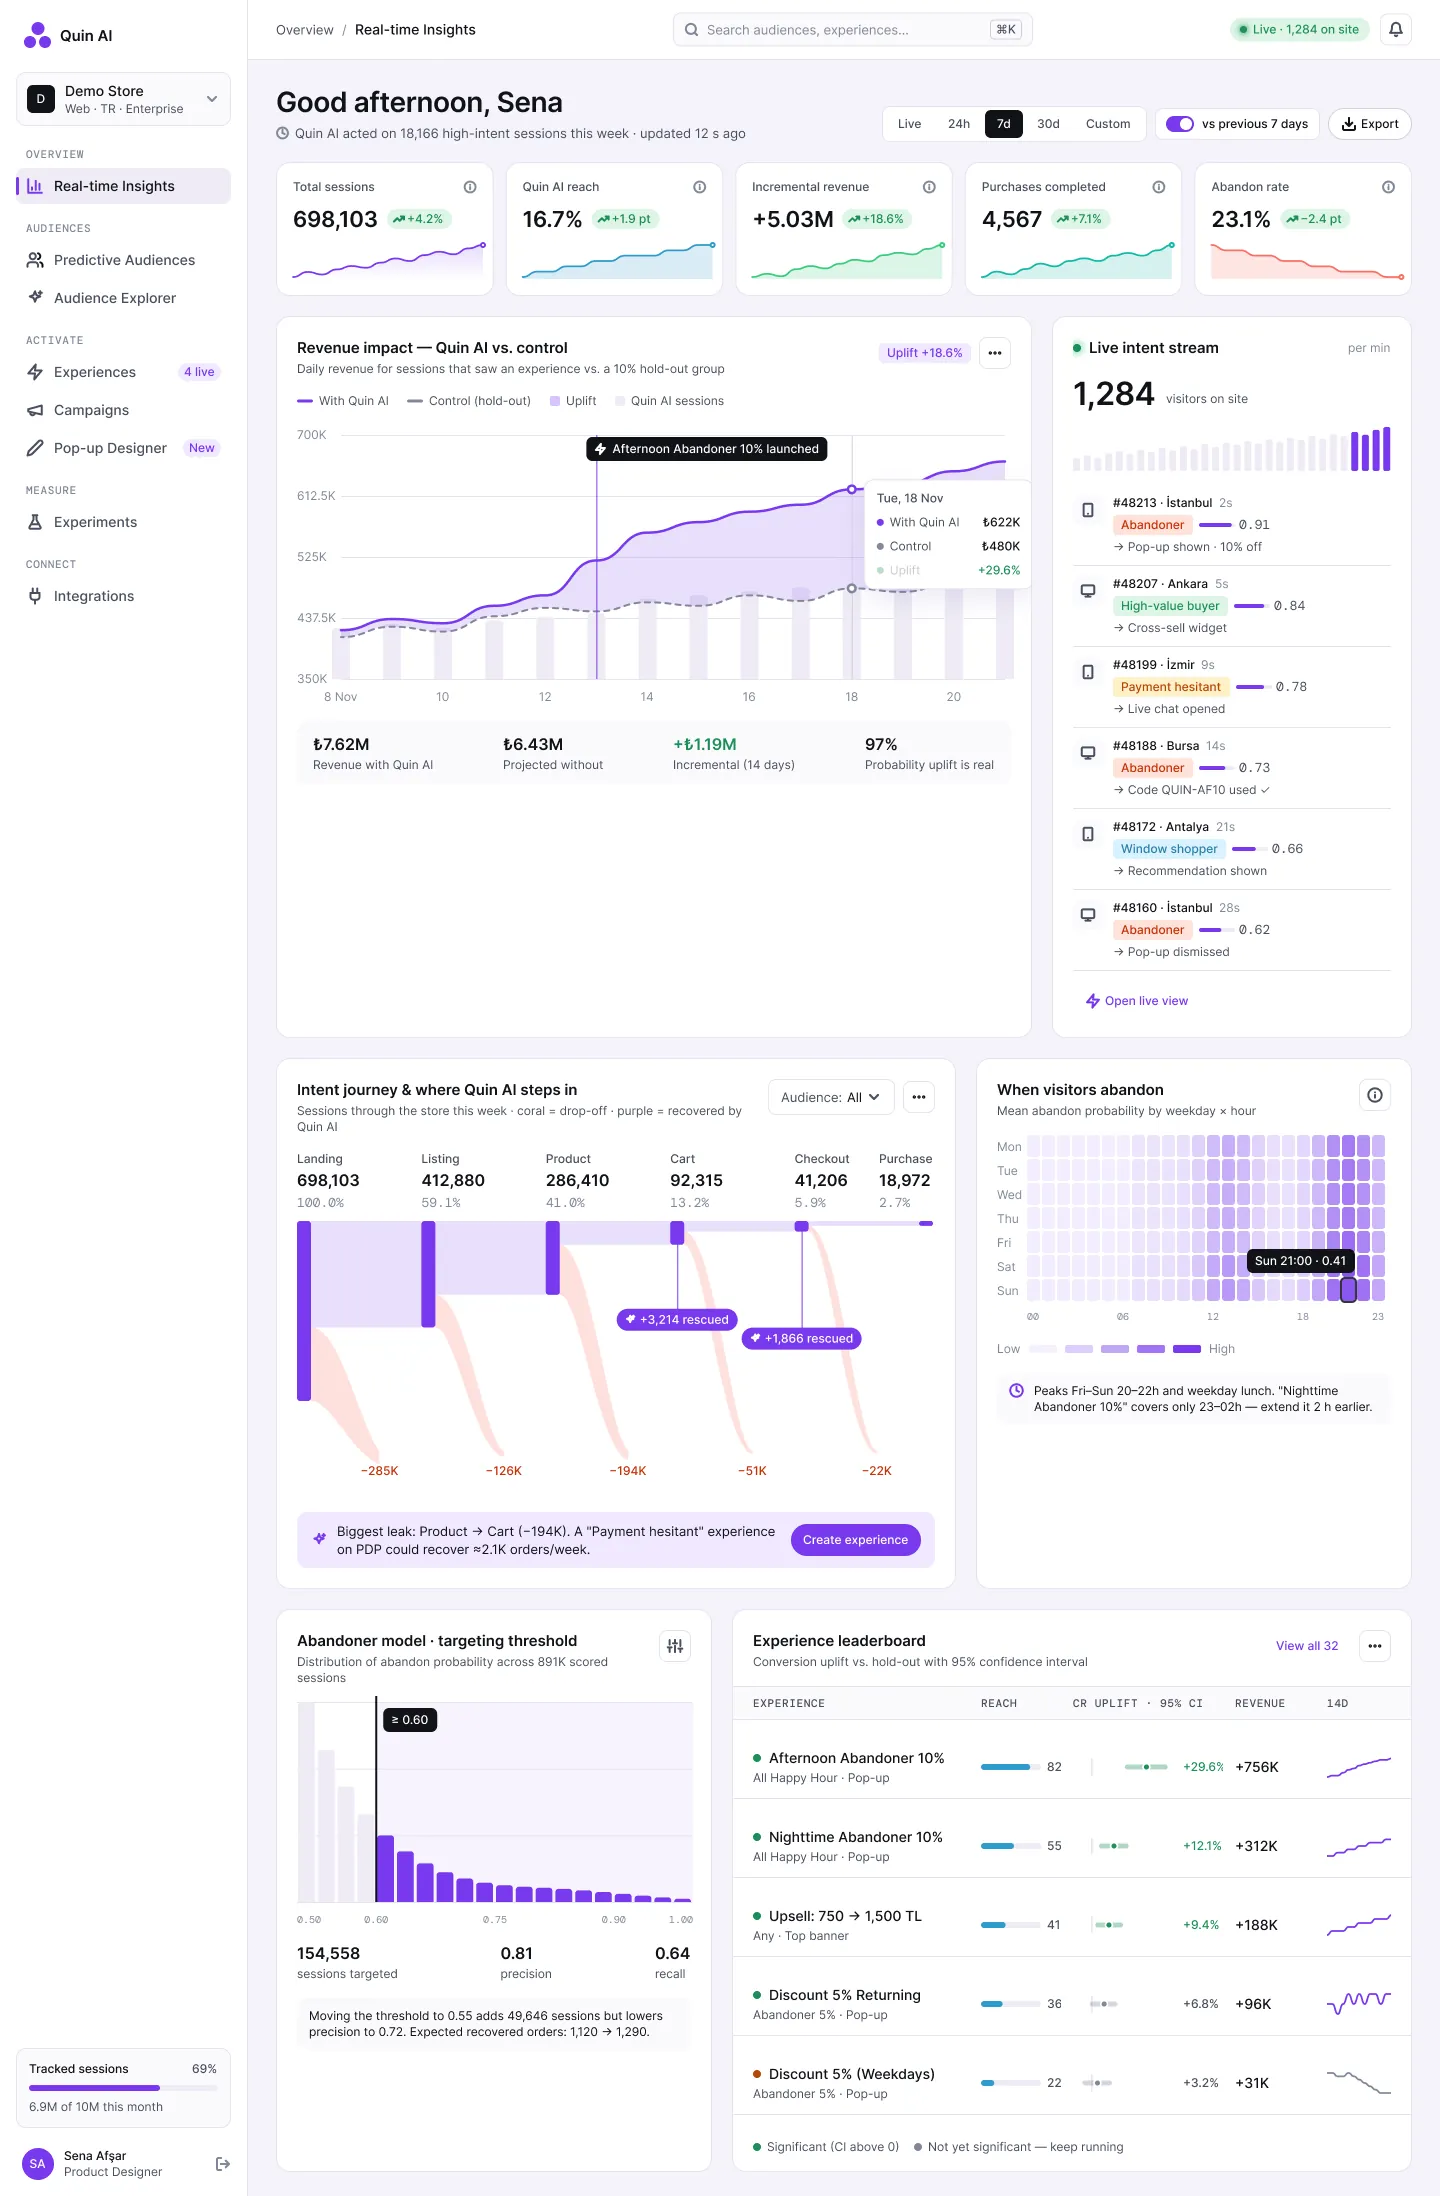 Quin AI
D
Demo Store
Web · TR · Enterprise
OVERVIEW
Real-time Insights
AUDIENCES
Predictive Audiences
Audience Explorer
ACTIVATE
Experiences 4 live
Campaigns
Pop-up Designer New
MEASURE
Experiments
CONNECT
Integrations
Tracked sessions 69%
6.9M of 10M this month
SA
Sena Afşar
Product Designer
Overview / Real-time Insights
Search audiences, experiences... ⌘K
Live · 1,284 on site
Good afternoon, Sena
Quin AI acted on 18,166 high-intent sessions this week · updated 12 s ago
Live 24h 7d 30d Custom
vs previous 7 days
Export
Total sessions
698,103 +4.2%
Quin AI reach
16.7% +1.9 pt
Incremental revenue
+5.03M +18.6%
Purchases completed
4,567 +7.1%
Abandon rate
23.1% −2.4 pt
Revenue impact — Quin AI vs. control
Daily revenue for sessions that saw an experience vs. a 10% hold-out group
Uplift +18.6%
With Quin AI Control (hold-out) Uplift Quin AI sessions
700K
612.5K
525K
437.5K
350K
Afternoon Abandoner 10% launched
Tue, 18 Nov
With Quin AI ₺622K
Control ₺480K
Uplift +29.6%
8 Nov 10 12 14 16 18 20
₺7.62M
Revenue with Quin AI
₺6.43M
Projected without
+₺1.19M
Incremental (14 days)
97%
Probability uplift is real
Live intent stream per min
1,284 visitors on site
#48213 · İstanbul 2s
Abandoner 0.91
→ Pop-up shown · 10% off
#48207 · Ankara 5s
High-value buyer 0.84
→ Cross-sell widget
#48199 · İzmir 9s
Payment hesitant 0.78
→ Live chat opened
#48188 · Bursa 14s
Abandoner 0.73
→ Code QUIN-AF10 used ✓
#48172 · Antalya 21s
Window shopper 0.66
→ Recommendation shown
#48160 · İstanbul 28s
Abandoner 0.62
→ Pop-up dismissed
Open live view
Intent journey & where Quin AI steps in
Sessions through the store this week · coral = drop-off · purple = recovered by
Quin AI
Audience: All
Landing Listing Product Cart Checkout Purchase
698,103 412,880 286,410 92,315 41,206 18,972
100.0% 59.1% 41.0% 13.2% 5.9% 2.7%
+3,214 rescued
+1,866 rescued
−285K −126K −194K −51K −22K
Biggest leak: Product → Cart (−194K). A "Payment hesitant" experience
on PDP could recover ≈2.1K orders/week.
Create experience
When visitors abandon
Mean abandon probability by weekday × hour
Mon
Tue
Wed
Thu
Fri
Sat
Sun
Sun 21:00 · 0.41
00 06 12 18 23
Low High
Peaks Fri–Sun 20–22h and weekday lunch. "Nighttime
Abandoner 10%" covers only 23–02h — extend it 2 h earlier.
Abandoner model · targeting threshold
Distribution of abandon probability across 891K scored
sessions
≥ 0.60
0.50 0.60 0.75 0.90 1.00
154,558
sessions targeted
0.81
precision
0.64
recall
Moving the threshold to 0.55 adds 49,646 sessions but lowers
precision to 0.72. Expected recovered orders: 1,120 → 1,290.
Experience leaderboard
Conversion uplift vs. hold-out with 95% confidence interval
View all 32
EXPERIENCE REACH CR UPLIFT · 95% CI REVENUE 14D
Afternoon Abandoner 10%
All Happy Hour · Pop-up
82 +29.6% +756K
Nighttime Abandoner 10%
All Happy Hour · Pop-up
55 +12.1% +312K
Upsell: 750 → 1,500 TL
Any · Top banner
41 +9.4% +188K
Discount 5% Returning
Abandoner 5% · Pop-up
36 +6.8% +96K
Discount 5% (Weekdays)
Abandoner 5% · Pop-up
22 +3.2% +31K
Significant (CI above 0) Not yet significant — keep running